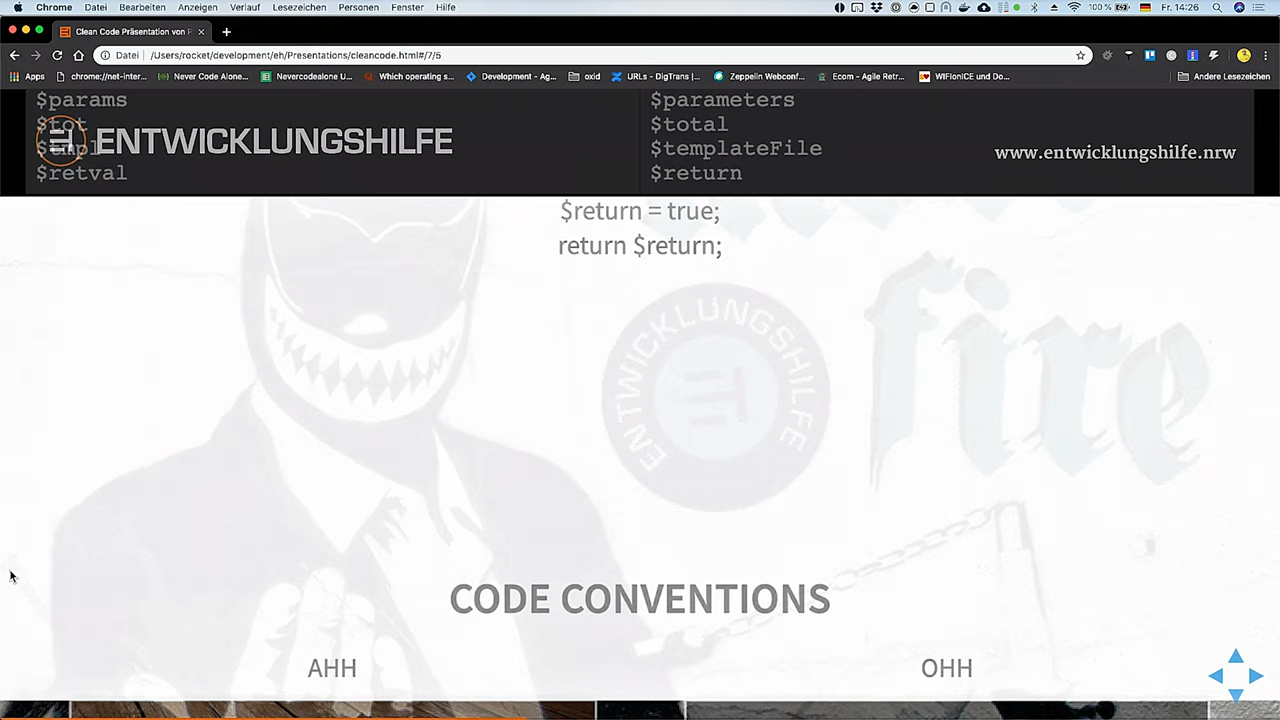 Chrome Datei Bearbeiten Anzeigen Verlauf Lesezeichen Personen Fenster Hilfe 100 % Fr. 14:26
Clean Code Präsentation von P
Datei /Users/rocket/development/eh/Presentations/cleancode.html#/7/5
Apps chrome://net-inter... Never Code Alone... Nevercodealone U... Which operating s... Development - Ag... oxid URLs - DigTrans |... Zeppelin Webconf... Ecom - Agile Retr... WIFIonICE und Do... Andere Lesezeichen
$params $parameters
$tot $total
ENTWICKLUNGSHILFE
$tmpl $templateFile
www.entwicklungshilfe.nrw
$retval $return
$return = true;
return $return;
ENTWICKLUNGSHILFE
fire
CODE CONVENTIONS
AHH OHH